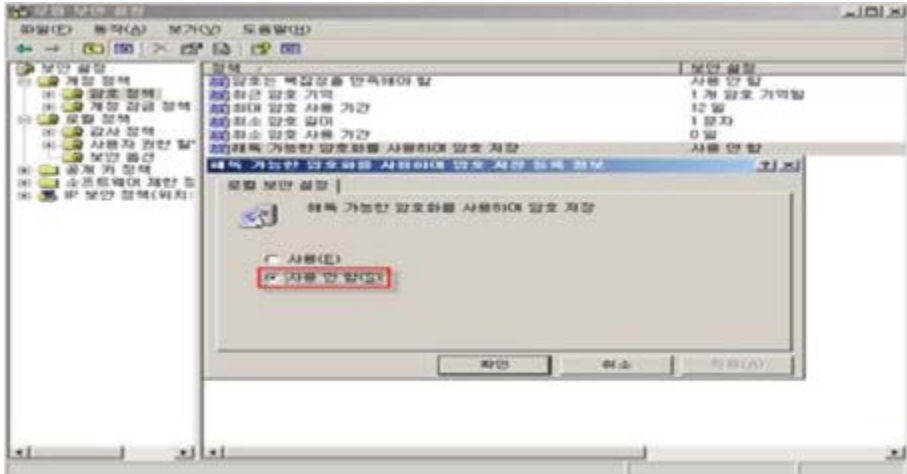 로컬 보안 설정
파일(F) 동작(A) 보기(V) 도움말(H)
보안 설정
계정 정책
암호 정책
계정 잠금 정책
로컬 정책
감사 정책
사용자 권한 할
보안 옵션
공개 키 정책
소프트웨어 제한 정
IP 보안 정책(위치:
정책 / 보안 설정
암호는 복잡성을 만족해야 함 사용 안 함
최근 암호 기억 1 개 암호 기억됨
최대 암호 사용 기간 12 일
최소 암호 길이 1 문자
최소 암호 사용 기간 0 일
해독 가능한 암호화를 사용하여 암호 저장 사용 안 함
해독 가능한 암호화를 사용하여 암호 저장 등록 정보
로컬 보안 설정
해독 가능한 암호화를 사용하여 암호 저장
사용(E)
사용 안 함(S)
확인 취소 적용(A)